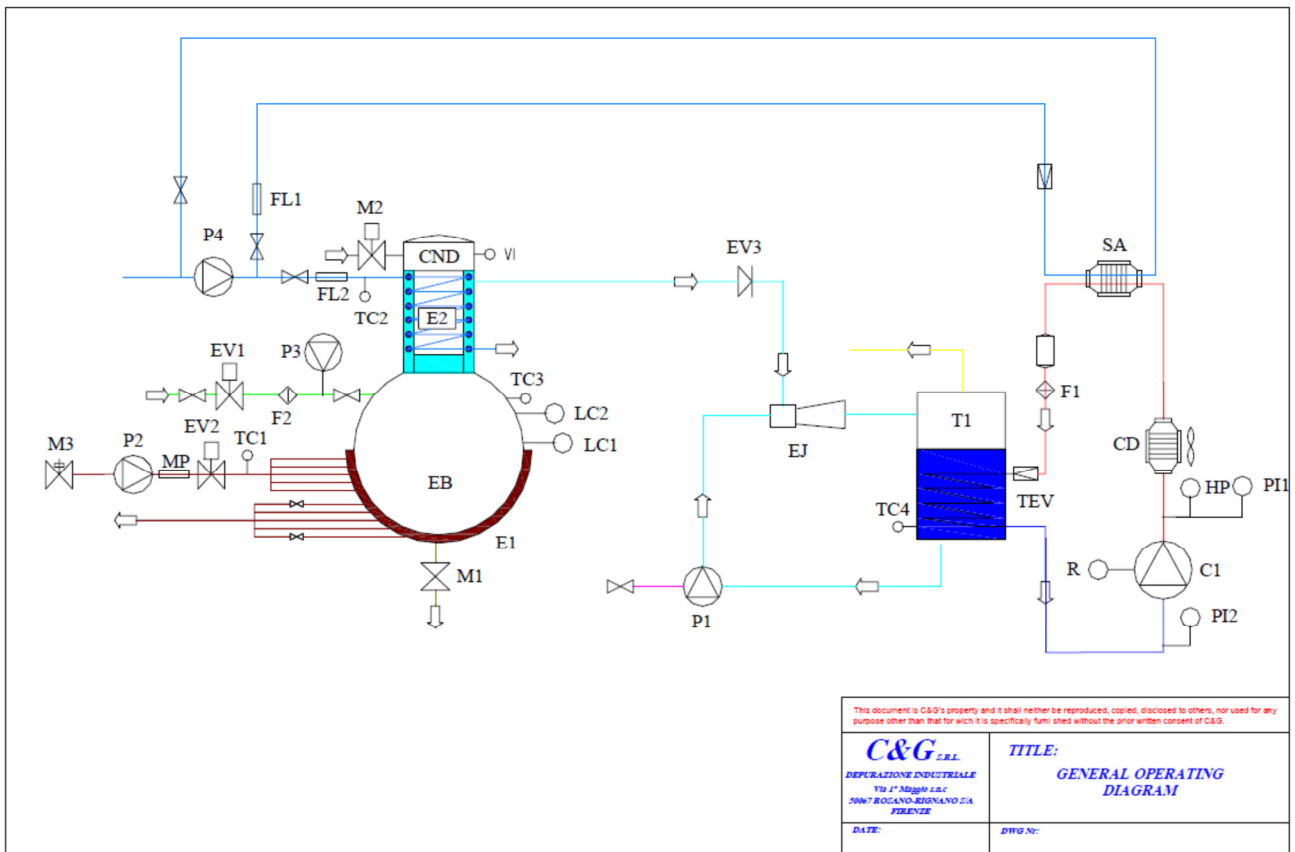 FL1
M2
P4
EV3
SA
CND
VI
FL2
TC2
E2
P3
EV1
TC3
F1
F2
LC2
T1
EV2
LC1
CD
M3
P2
TC1
EJ
MP
EB
TEV
HP
PI1
TC4
E1
M1
R
C1
P1
PI2
This document is C&G's property and it shall neither be reproduced, copied, disclosed to others, nor used for any
purpose other than that for wich it is specifically furni shed without the prior written consent of C&G.
C&G S.R.L.
DEPURAZIONE INDUSTRIALE
Via 1° Maggio s.n.c
50067 ROSANO-RIGNANO S/A
FIRENZE
TITLE:
GENERAL OPERATING
DIAGRAM
DATE:
DWG Nr: